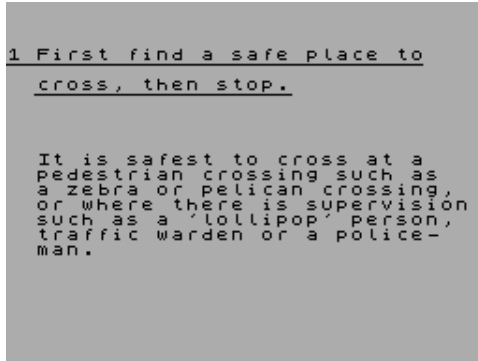 1 First find a safe place to
cross, then stop.
It is safest to cross at a
pedestrian crossing such as
a zebra or pelican crossing,
or where there is supervision
such as a 'lollipop' person,
traffic warden or a police-
man.